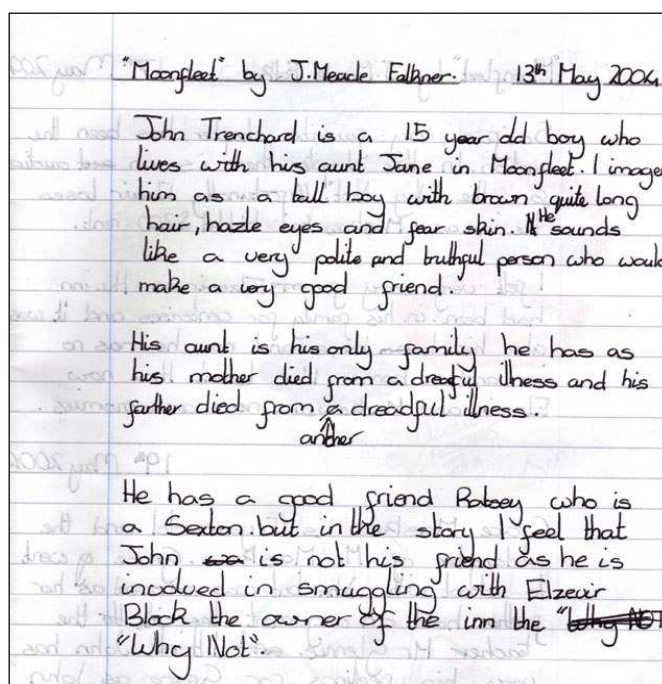 "Moonfleet" by J.Meade Falkner. 13th May 2004
John Trenchard is a 15 year old boy who
lives with his aunt Jane in Moonfleet. I imagen
him as a tall boy with brown quite long
hair, hazle eyes and fear skin. He sounds
like a very polite and truthful person who would
make a very good friend.
His aunt is his only family he has as
his mother died from a dreadful illness and his
farther died from a dreadful illness.
another
He has a good friend Ratsey who is
a Sexton. but in the story I feel that
John is not his friend as he is
involved in smuggling with Elzevir
Block the owner of the inn the "Why NOT
"Why Not".